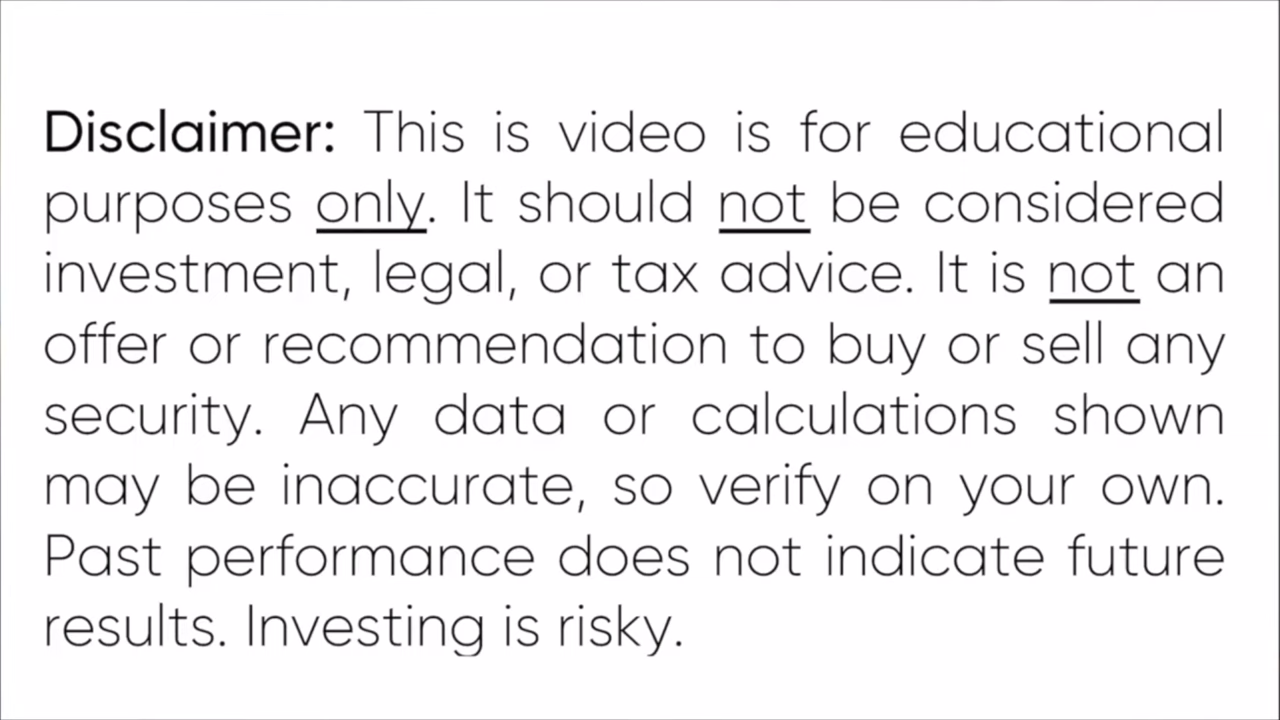 Disclaimer: This is video is for educational
purposes only. It should not be considered
investment, legal, or tax advice. It is not an
offer or recommendation to buy or sell any
security. Any data or calculations shown
may be inaccurate, so verify on your own.
Past performance does not indicate future
results. Investing is risky.